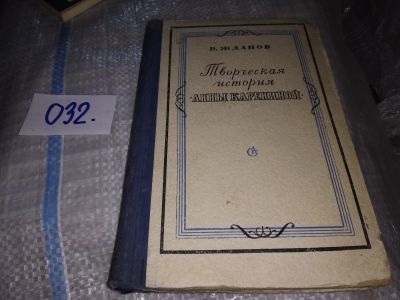 032.
В. ЖДАНОВ
Творческая
история
„АННЫ КАРЕНИНОЙ“